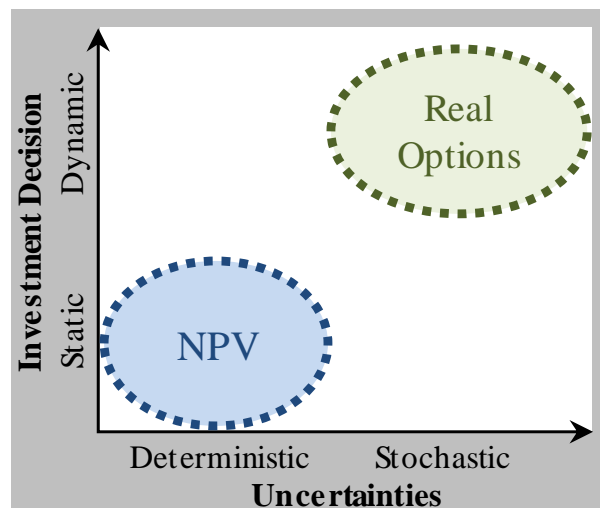 Investment Decision
Dynamic
Static
Real
Options
NPV
Deterministic
Stochastic
Uncertainties